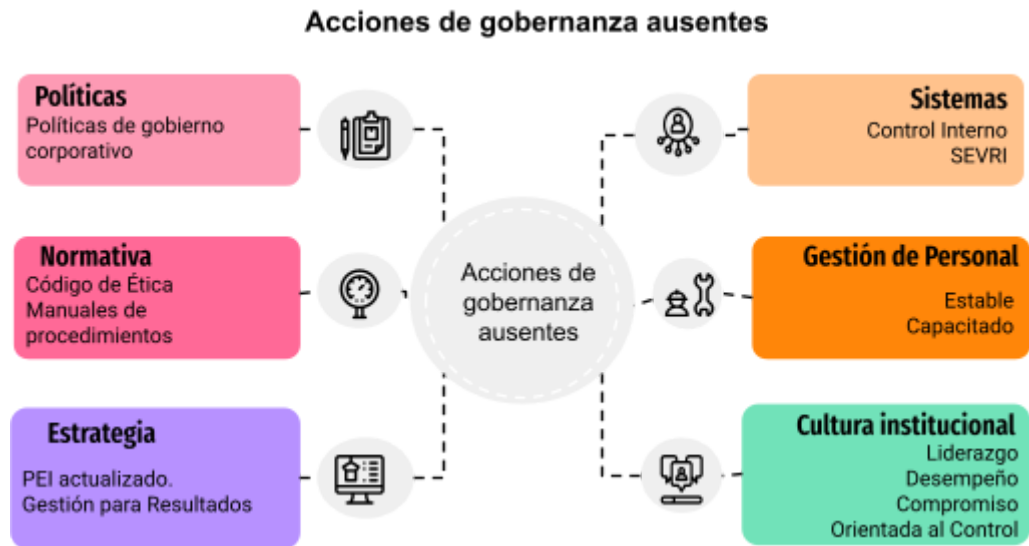 Acciones de gobernanza ausentes
Políticas
Políticas de gobierno
corporativo
Normativa
Código de Ética
Manuales de
procedimientos
Estrategia
PEI actualizado.
Gestión para Resultados
Acciones de
gobernanza
ausentes
Sistemas
Control Interno
SEVRI
Gestión de Personal
Estable
Capacitado
Cultura institucional
Liderazgo
Desempeño
Compromiso
Orientada al Control